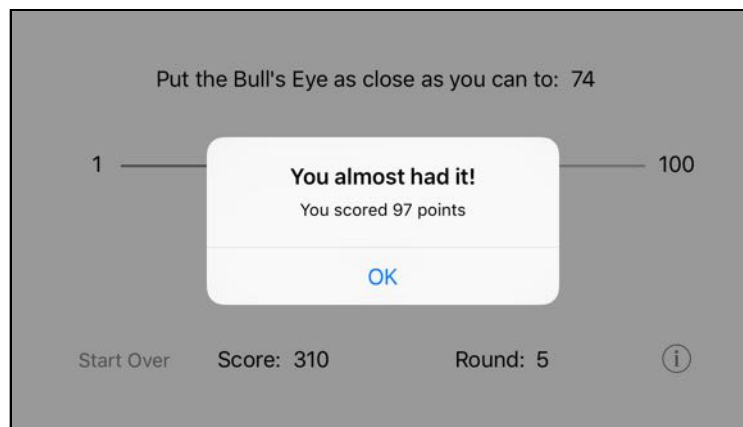 Put the Bull's Eye as close as you can to: 74
1 100
You almost had it!
You scored 97 points
OK
Start Over Score: 310 Round: 5 i